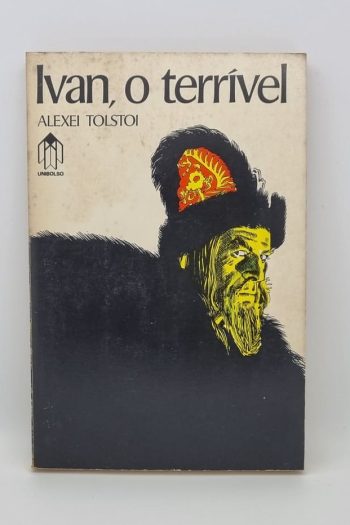 Ivan, o terrível
ALEXEI TOLSTOI
UNIBOLSO